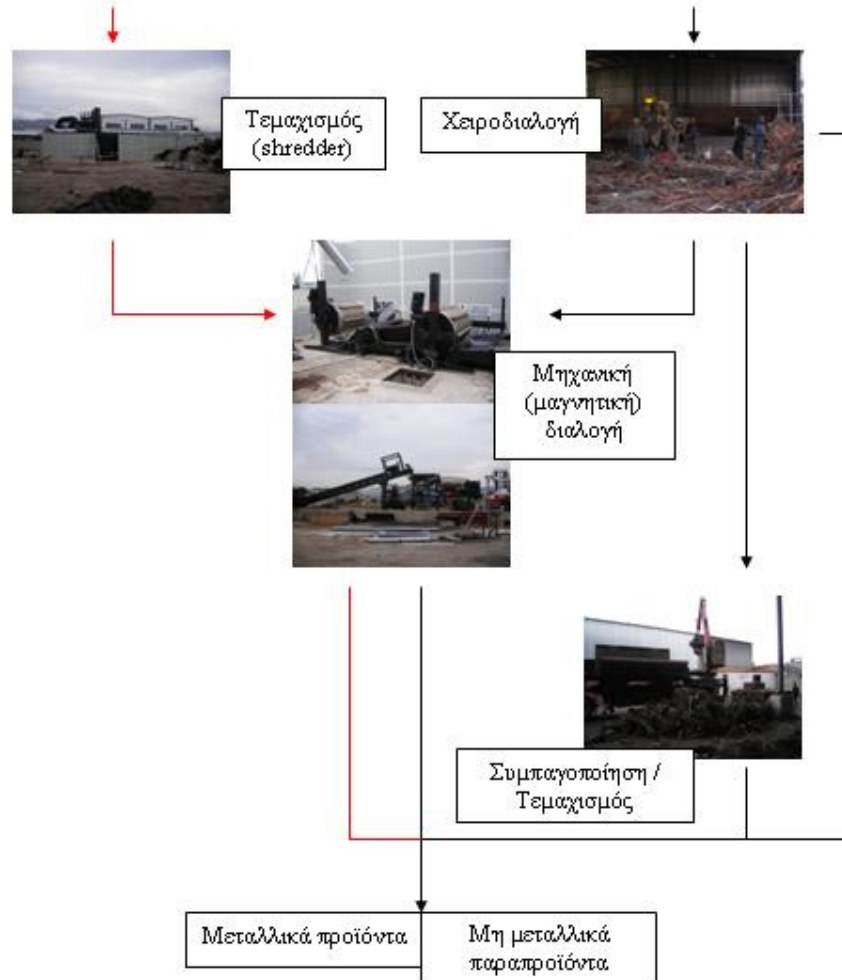 Τεμαχισμός
(shredder)
Χειροδιαλογή
Μηχανική
(μαγνητική)
διαλογή
Συμπαγοποίηση /
Τεμαχισμός
Μεταλλικά προϊόντα
Μη μεταλλικά
παραπροϊόντα